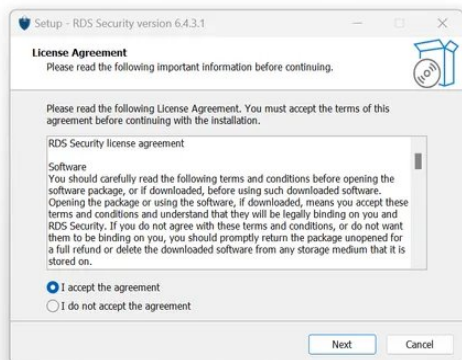 Setup - RDS Security version 6.4.3.1
License Agreement
Please read the following important information before continuing.
Please read the following License Agreement. You must accept the terms of this
agreement before continuing with the installation.
RDS Security license agreement
Software
You should carefully read the following terms and conditions before opening the
software package, or if downloaded, before using such downloaded software.
Opening the package or using the software, if downloaded, means you accept these
terms and conditions and understand that they will be legally binding on you and
RDS Security. If you do not agree with these terms and conditions, or do not want
them to be binding on you, you should promptly return the package unopened for
a full refund or delete the downloaded software from any storage medium that it is
stored on.
I accept the agreement
I do not accept the agreement
Next Cancel